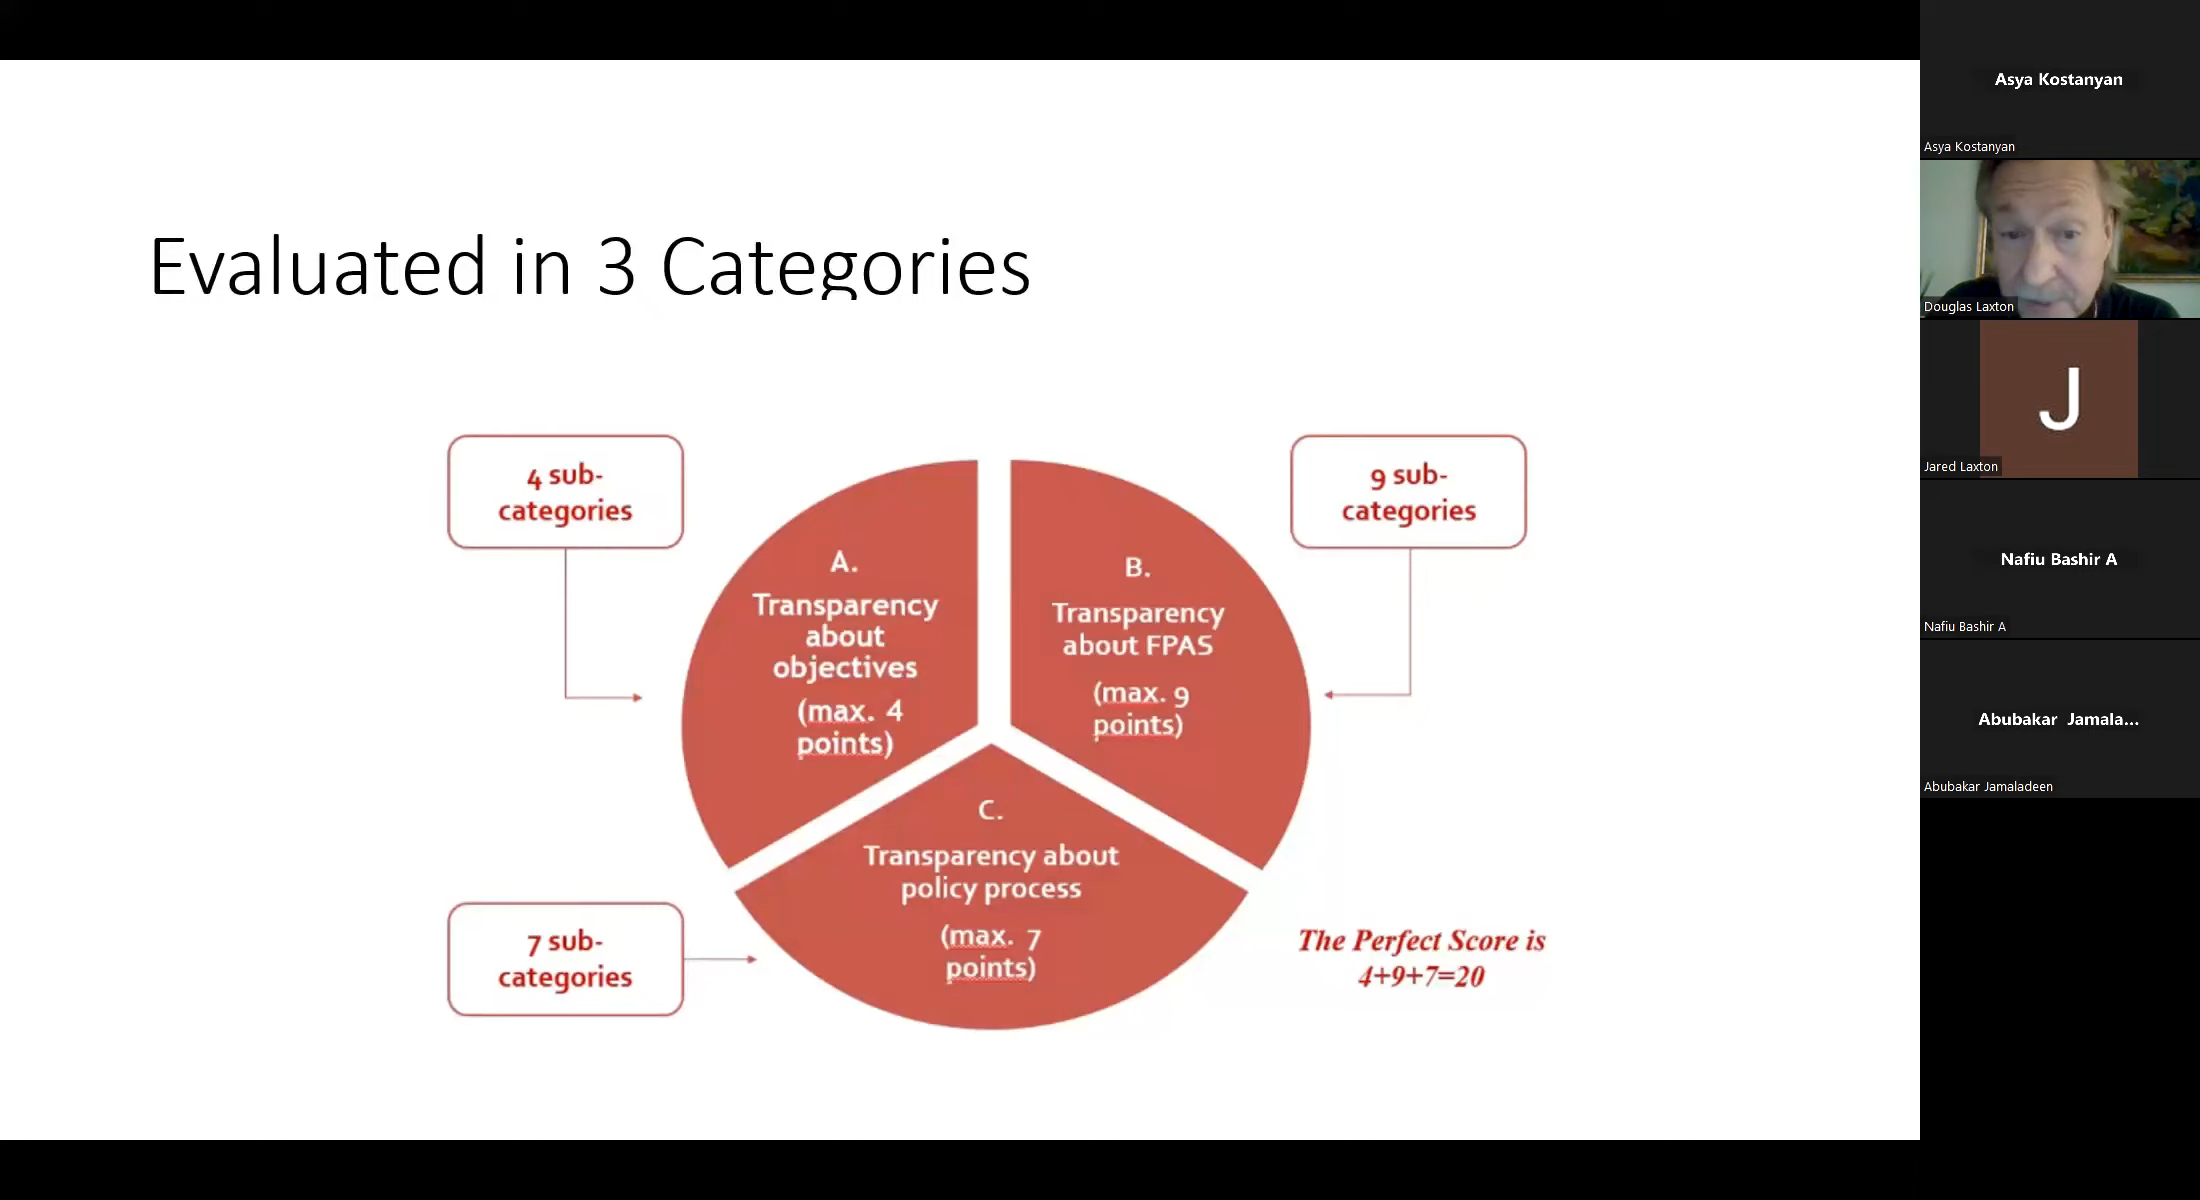 Evaluated in 3 Categories
4 sub-
categories
9 sub-
categories
A.
Transparency
about
objectives
(max. 4
points)
B.
Transparency
about FPAS
(max. 9
points)
C.
Transparency about
policy process
(max. 7
points)
7 sub-
categories
The Perfect Score is
4+9+7=20
Asya Kostanyan
Asya Kostanyan
Douglas Laxton
J
Jared Laxton
Nafiu Bashir A
Nafiu Bashir A
Abubakar Jamala...
Abubakar Jamaladeen